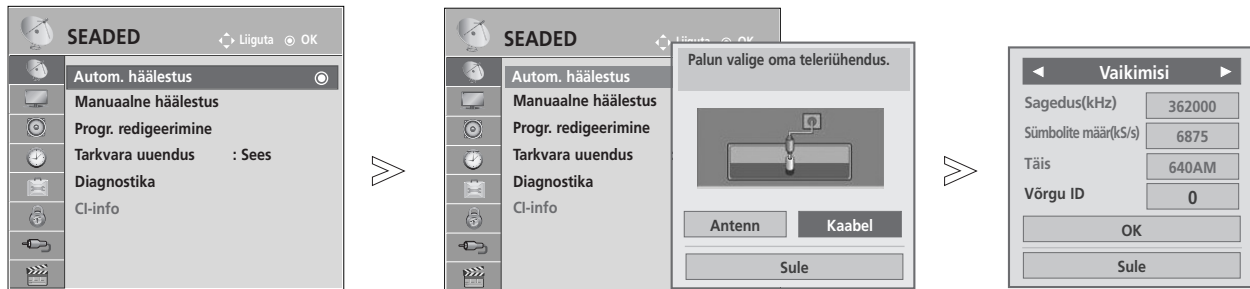 SEADED
Liiguta OK
Autom. häälestus
Manuaalne häälestus
Progr. redigeerimine
Tarkvara uuendus : Sees
Diagnostika
CI-info
SEADED
Autom. häälestus
Manuaalne häälestus
Progr. redigeerimine
Tarkvara uuendus :
Diagnostika
CI-info
Palun valige oma teleriühendus.
Antenn Kaabel
Sule
Vaikimisi
Sagedus(kHz) 362000
Sümbolite määr(kS/s) 6875
Täis 640AM
Võrgu ID 0
OK
Sule